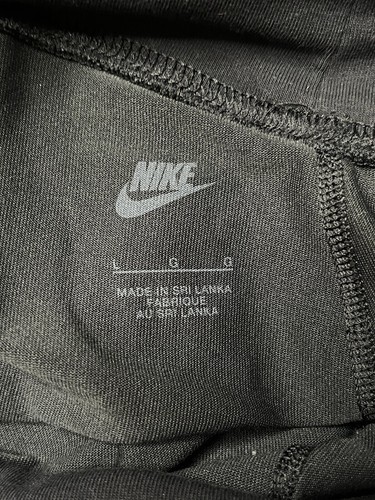 NIKE
L G G
MADE IN SRI LANKA
FABRIQUE
AU SRI LANKA